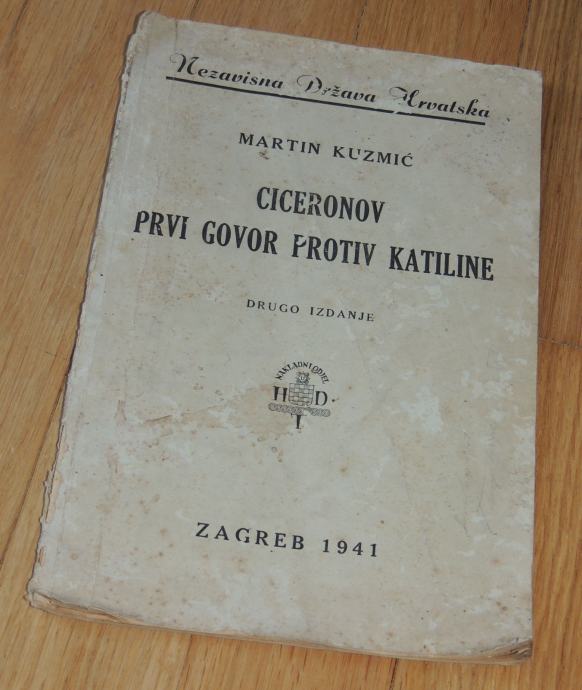 Nezavisna Država Hrvatska
MARTIN KUZMIĆ
CICERONOV
PRVI GOVOR PROTIV KATILINE
DRUGO IZDANJE
NAKLADNI ODJEL
H D
T
ZAGREB 1941